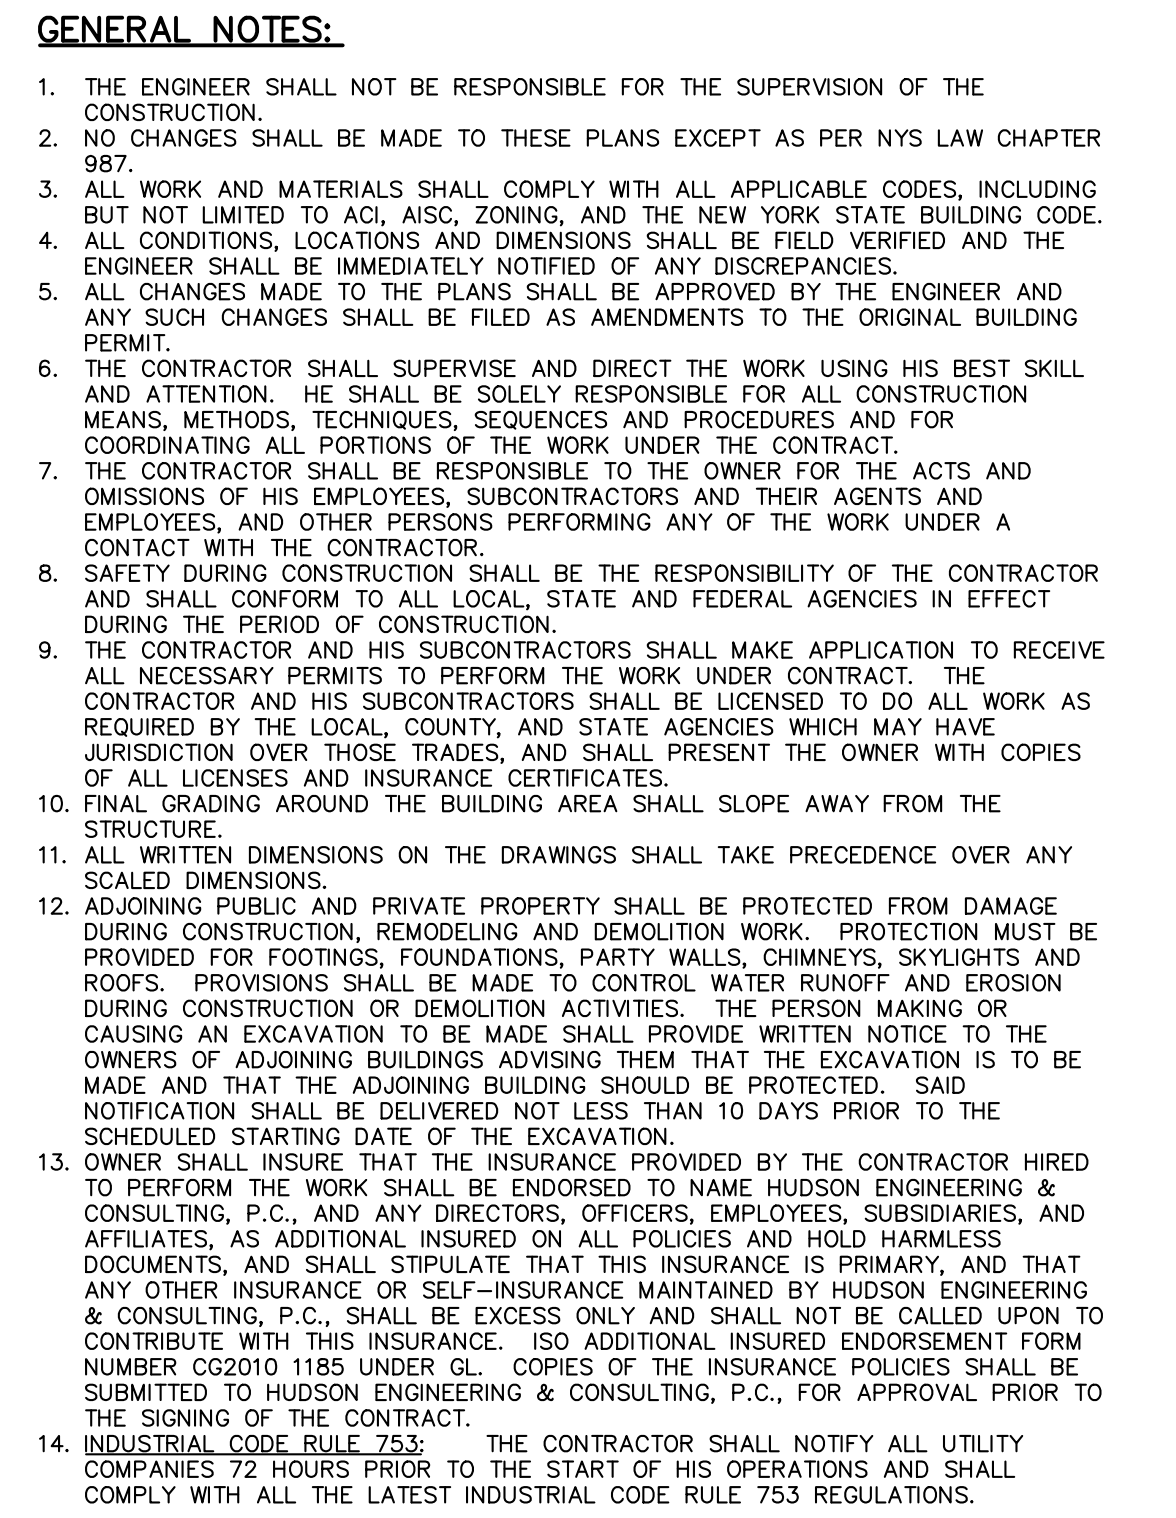 GENERAL NOTES:
1. THE ENGINEER SHALL NOT BE RESPONSIBLE FOR THE SUPERVISION OF THE
CONSTRUCTION.
2. NO CHANGES SHALL BE MADE TO THESE PLANS EXCEPT AS PER NYS LAW CHAPTER
987.
3. ALL WORK AND MATERIALS SHALL COMPLY WITH ALL APPLICABLE CODES, INCLUDING
BUT NOT LIMITED TO ACI, AISC, ZONING, AND THE NEW YORK STATE BUILDING CODE.
4. ALL CONDITIONS, LOCATIONS AND DIMENSIONS SHALL BE FIELD VERIFIED AND THE
ENGINEER SHALL BE IMMEDIATELY NOTIFIED OF ANY DISCREPANCIES.
5. ALL CHANGES MADE TO THE PLANS SHALL BE APPROVED BY THE ENGINEER AND
ANY SUCH CHANGES SHALL BE FILED AS AMENDMENTS TO THE ORIGINAL BUILDING
PERMIT.
6. THE CONTRACTOR SHALL SUPERVISE AND DIRECT THE WORK USING HIS BEST SKILL
AND ATTENTION. HE SHALL BE SOLELY RESPONSIBLE FOR ALL CONSTRUCTION
MEANS, METHODS, TECHNIQUES, SEQUENCES AND PROCEDURES AND FOR
COORDINATING ALL PORTIONS OF THE WORK UNDER THE CONTRACT.
7. THE CONTRACTOR SHALL BE RESPONSIBLE TO THE OWNER FOR THE ACTS AND
OMISSIONS OF HIS EMPLOYEES, SUBCONTRACTORS AND THEIR AGENTS AND
EMPLOYEES, AND OTHER PERSONS PERFORMING ANY OF THE WORK UNDER A
CONTACT WITH THE CONTRACTOR.
8. SAFETY DURING CONSTRUCTION SHALL BE THE RESPONSIBILITY OF THE CONTRACTOR
AND SHALL CONFORM TO ALL LOCAL, STATE AND FEDERAL AGENCIES IN EFFECT
DURING THE PERIOD OF CONSTRUCTION.
9. THE CONTRACTOR AND HIS SUBCONTRACTORS SHALL MAKE APPLICATION TO RECEIVE
ALL NECESSARY PERMITS TO PERFORM THE WORK UNDER CONTRACT. THE
CONTRACTOR AND HIS SUBCONTRACTORS SHALL BE LICENSED TO DO ALL WORK AS
REQUIRED BY THE LOCAL, COUNTY, AND STATE AGENCIES WHICH MAY HAVE
JURISDICTION OVER THOSE TRADES, AND SHALL PRESENT THE OWNER WITH COPIES
OF ALL LICENSES AND INSURANCE CERTIFICATES.
10. FINAL GRADING AROUND THE BUILDING AREA SHALL SLOPE AWAY FROM THE
STRUCTURE.
11. ALL WRITTEN DIMENSIONS ON THE DRAWINGS SHALL TAKE PRECEDENCE OVER ANY
SCALED DIMENSIONS.
12. ADJOINING PUBLIC AND PRIVATE PROPERTY SHALL BE PROTECTED FROM DAMAGE
DURING CONSTRUCTION, REMODELING AND DEMOLITION WORK. PROTECTION MUST BE
PROVIDED FOR FOOTINGS, FOUNDATIONS, PARTY WALLS, CHIMNEYS, SKYLIGHTS AND
ROOFS. PROVISIONS SHALL BE MADE TO CONTROL WATER RUNOFF AND EROSION
DURING CONSTRUCTION OR DEMOLITION ACTIVITIES. THE PERSON MAKING OR
CAUSING AN EXCAVATION TO BE MADE SHALL PROVIDE WRITTEN NOTICE TO THE
OWNERS OF ADJOINING BUILDINGS ADVISING THEM THAT THE EXCAVATION IS TO BE
MADE AND THAT THE ADJOINING BUILDING SHOULD BE PROTECTED. SAID
NOTIFICATION SHALL BE DELIVERED NOT LESS THAN 10 DAYS PRIOR TO THE
SCHEDULED STARTING DATE OF THE EXCAVATION.
13. OWNER SHALL INSURE THAT THE INSURANCE PROVIDED BY THE CONTRACTOR HIRED
TO PERFORM THE WORK SHALL BE ENDORSED TO NAME HUDSON ENGINEERING &
CONSULTING, P.C., AND ANY DIRECTORS, OFFICERS, EMPLOYEES, SUBSIDIARIES, AND
AFFILIATES, AS ADDITIONAL INSURED ON ALL POLICIES AND HOLD HARMLESS
DOCUMENTS, AND SHALL STIPULATE THAT THIS INSURANCE IS PRIMARY, AND THAT
ANY OTHER INSURANCE OR SELF–INSURANCE MAINTAINED BY HUDSON ENGINEERING
& CONSULTING, P.C., SHALL BE EXCESS ONLY AND SHALL NOT BE CALLED UPON TO
CONTRIBUTE WITH THIS INSURANCE. ISO ADDITIONAL INSURED ENDORSEMENT FORM
NUMBER CG2010 1185 UNDER GL. COPIES OF THE INSURANCE POLICIES SHALL BE
SUBMITTED TO HUDSON ENGINEERING & CONSULTING, P.C., FOR APPROVAL PRIOR TO
THE SIGNING OF THE CONTRACT.
14. INDUSTRIAL CODE RULE 753: THE CONTRACTOR SHALL NOTIFY ALL UTILITY
COMPANIES 72 HOURS PRIOR TO THE START OF HIS OPERATIONS AND SHALL
COMPLY WITH ALL THE LATEST INDUSTRIAL CODE RULE 753 REGULATIONS.